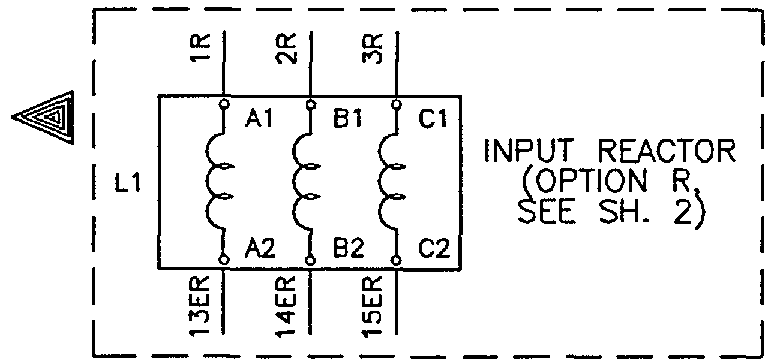 1R 2R 3R
A1 B1 C1
L1
INPUT REACTOR
(OPTION R,
SEE SH. 2)
A2 B2 C2
13ER 14ER 15ER